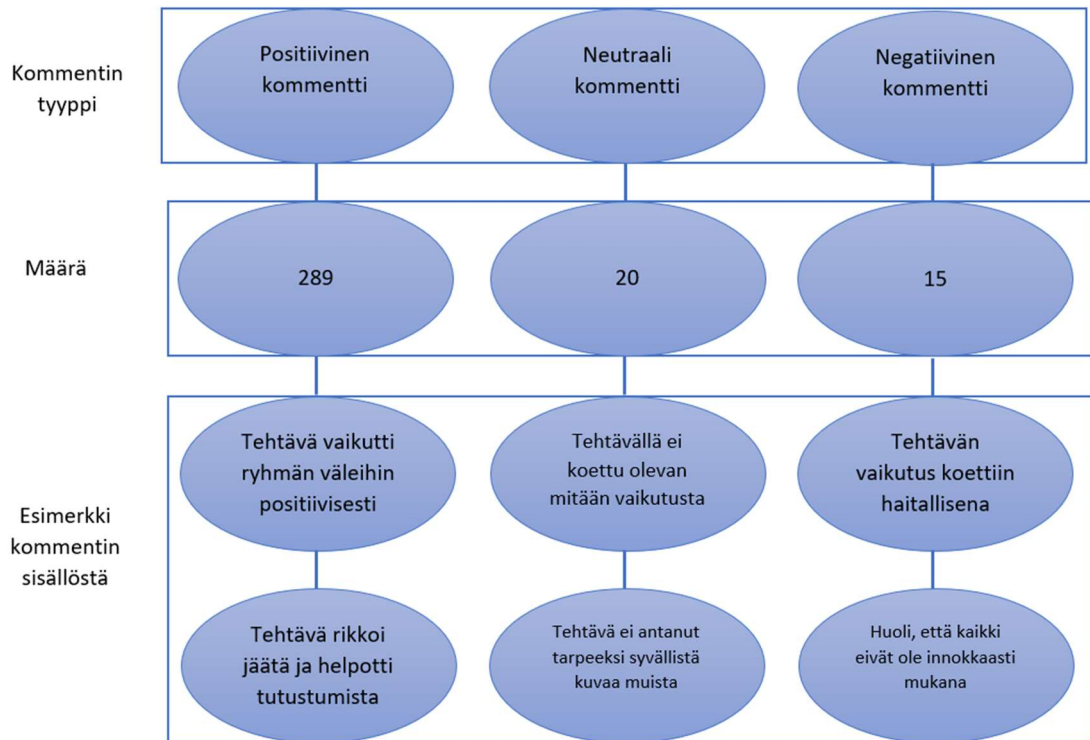 Kommentin
tyyppi
Positiivinen
kommentti
Neutraali
kommentti
Negatiivinen
kommentti
Määrä
289
20
15
Esimerkki
kommentin
sisällöstä
Tehtävä vaikutti
ryhmän väleihin
positiivisesti
Tehtävällä ei
koettu olevan
mitään vaikutusta
Tehtävän
vaikutus koettiin
haitallisena
Tehtävä rikkoi
jäätä ja helpotti
tutustumista
Tehtävä ei antanut
tarpeeksi syvällistä
kuvaa muista
Huoli, että kaikki
eivät ole innokkaasti
mukana